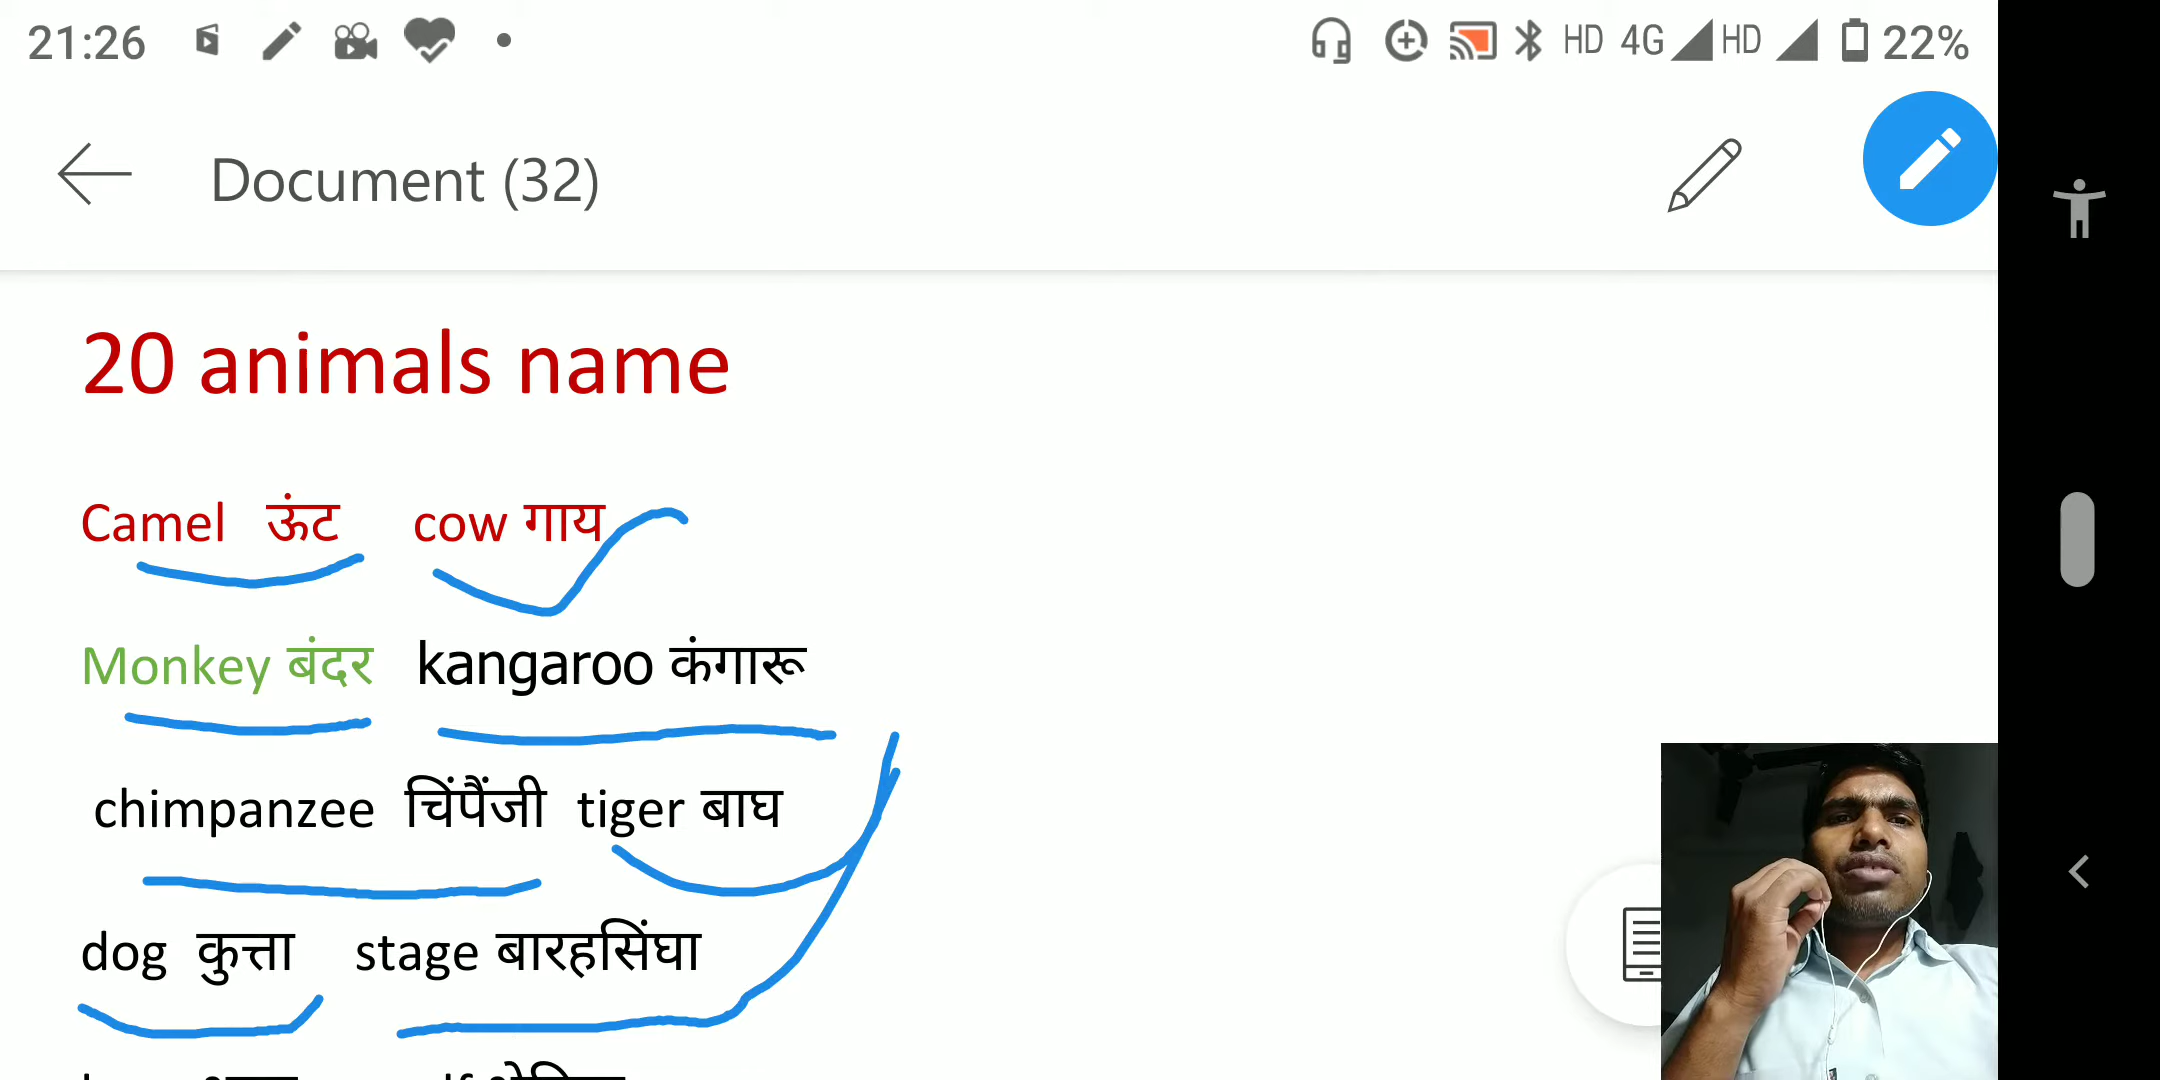 21:26 HD 4G HD 22%
Document (32)
20 animals name
Camel ऊंट cow गाय
Monkey बंदर kangaroo कंगारू
chimpanzee चिंपैंजी tiger बाघ
dog कुत्ता stage बारहसिंघा